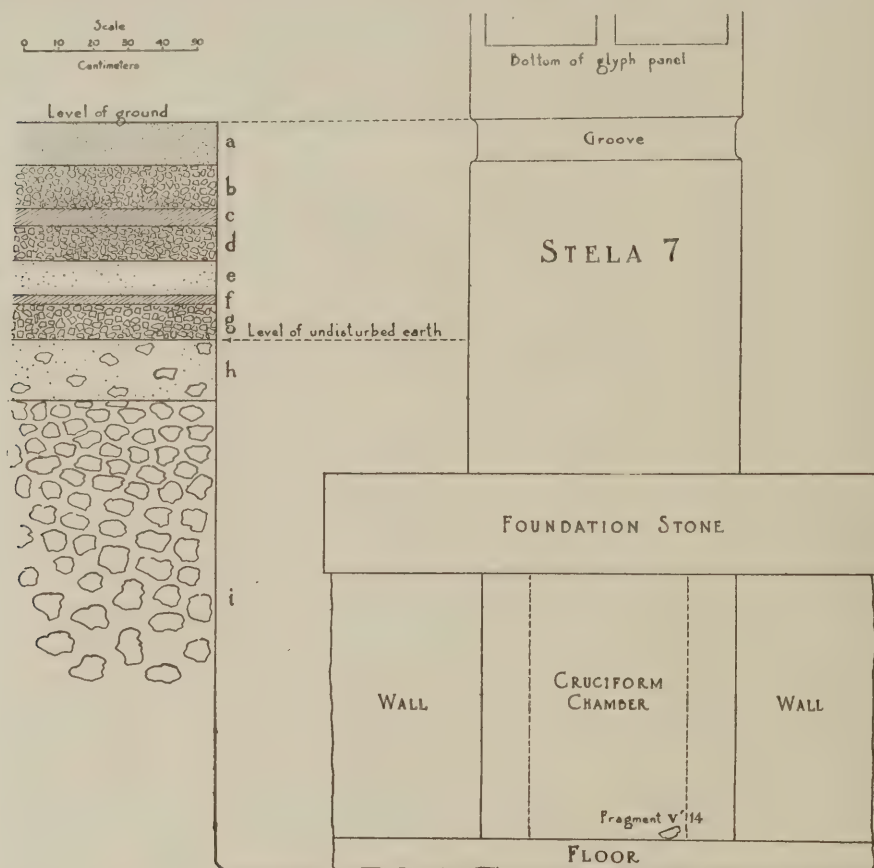 Scale
0 10 20 30 40 50
Centimeters
Level of ground
a
b
c
d
e
f
g
h
i
Level of undisturbed earth
Bottom of glyph panel
Groove
STELA 7
FOUNDATION STONE
WALL
CRUCIFORM
CHAMBER
WALL
Fragment V'14
FLOOR